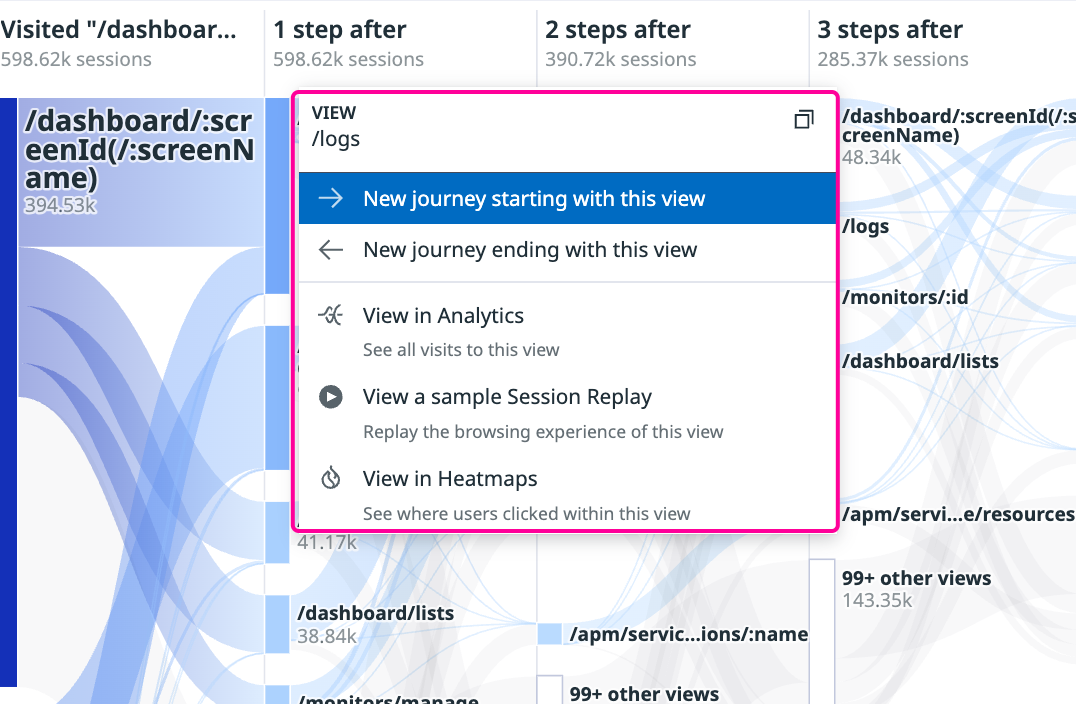 Visited "/dashboar...
598.62k sessions
1 step after
598.62k sessions
2 steps after
390.72k sessions
3 steps after
285.37k sessions
/dashboard/:scr
eenId(/:screenN
ame)
394.53k
VIEW
/logs
New journey starting with this view
New journey ending with this view
View in Analytics
See all visits to this view
View a sample Session Replay
Replay the browsing experience of this view
View in Heatmaps
See where users clicked within this view
41.17k
/dashboard/lists
38.84k
/monitors/manage
/apm/servic...ions/:name
99+ other views
/dashboard/:screenId(/:s
creenName)
48.34k
/logs
/monitors/:id
/dashboard/lists
/apm/servi...e/resources
99+ other views
143.35k